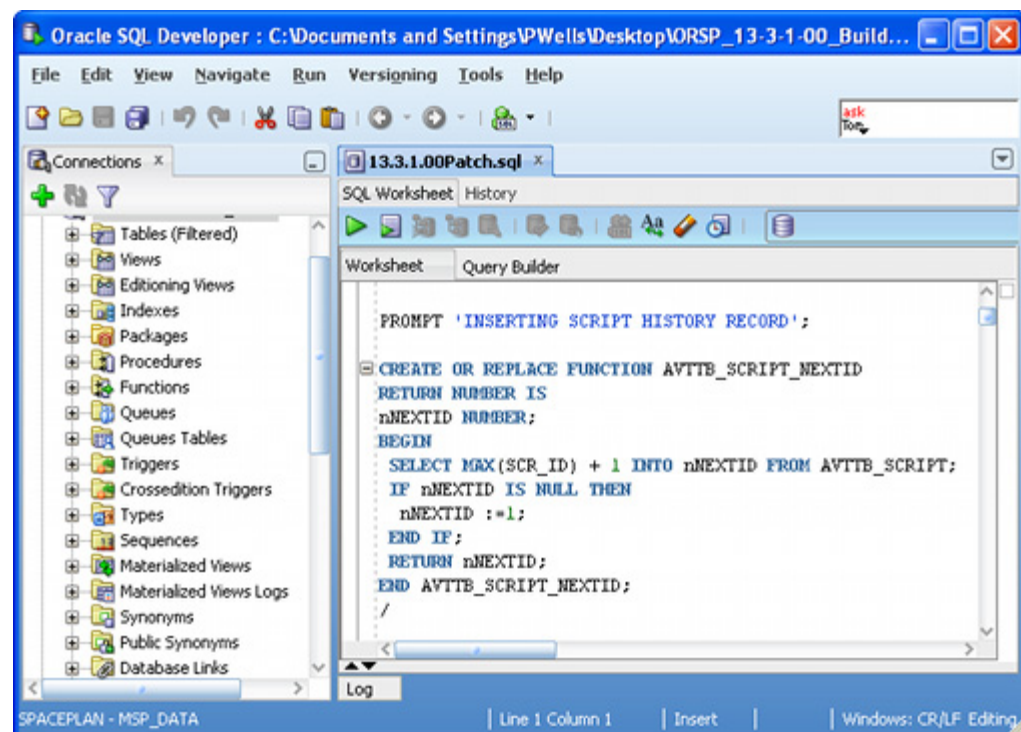 Oracle SQL Developer : C:\Documents and Settings\PWells\Desktop\ORSP_13-3-1-00_Build...
File Edit View Navigate Run Versioning Tools Help
ask
Tom
Connections
13.3.1.00Patch.sql
SQL Worksheet History
Tables (Filtered)
Views
Editioning Views
Indexes
Packages
Procedures
Functions
Queues
Queues Tables
Triggers
Crossedition Triggers
Types
Sequences
Materialized Views
Materialized Views Logs
Synonyms
Public Synonyms
Database Links
Worksheet Query Builder
PROMPT 'INSERTING SCRIPT HISTORY RECORD';
CREATE OR REPLACE FUNCTION AVTTB_SCRIPT_NEXTID
RETURN NUMBER IS
nNEXTID NUMBER;
BEGIN
SELECT MAX(SCR_ID) + 1 INTO nNEXTID FROM AVTTB_SCRIPT;
IF nNEXTID IS NULL THEN
nNEXTID :=1;
END IF;
RETURN nNEXTID;
END AVTTB_SCRIPT_NEXTID;
/
Log
SPACEPLAN - MSP_DATA
Line 1 Column 1
Insert
Windows: CR/LF Editing